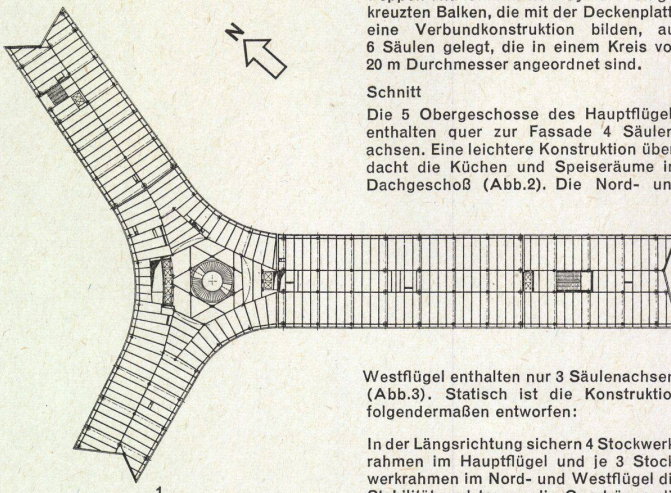 kreuzten Balken, die mit der Deckenplatt
eine Verbundkonstruktion bilden, au
6 Säulen gelegt, die in einem Kreis vo
20 m Durchmesser angeordnet sind.
Schnitt
Die 5 Obergeschosse des Hauptflügel
enthalten quer zur Fassade 4 Säulen
achsen. Eine leichtere Konstruktion über
dacht die Küchen und Speiseräume in
Dachgeschoß (Abb.2). Die Nord- un
N
Westflügel enthalten nur 3 Säulenachsen
(Abb.3). Statisch ist die Konstruktio
folgendermaßen entworfen:
In der Längsrichtung sichern 4 Stockwerk
rahmen im Hauptflügel und je 3 Stock
werkrahmen im Nord- und Westflügel di
1